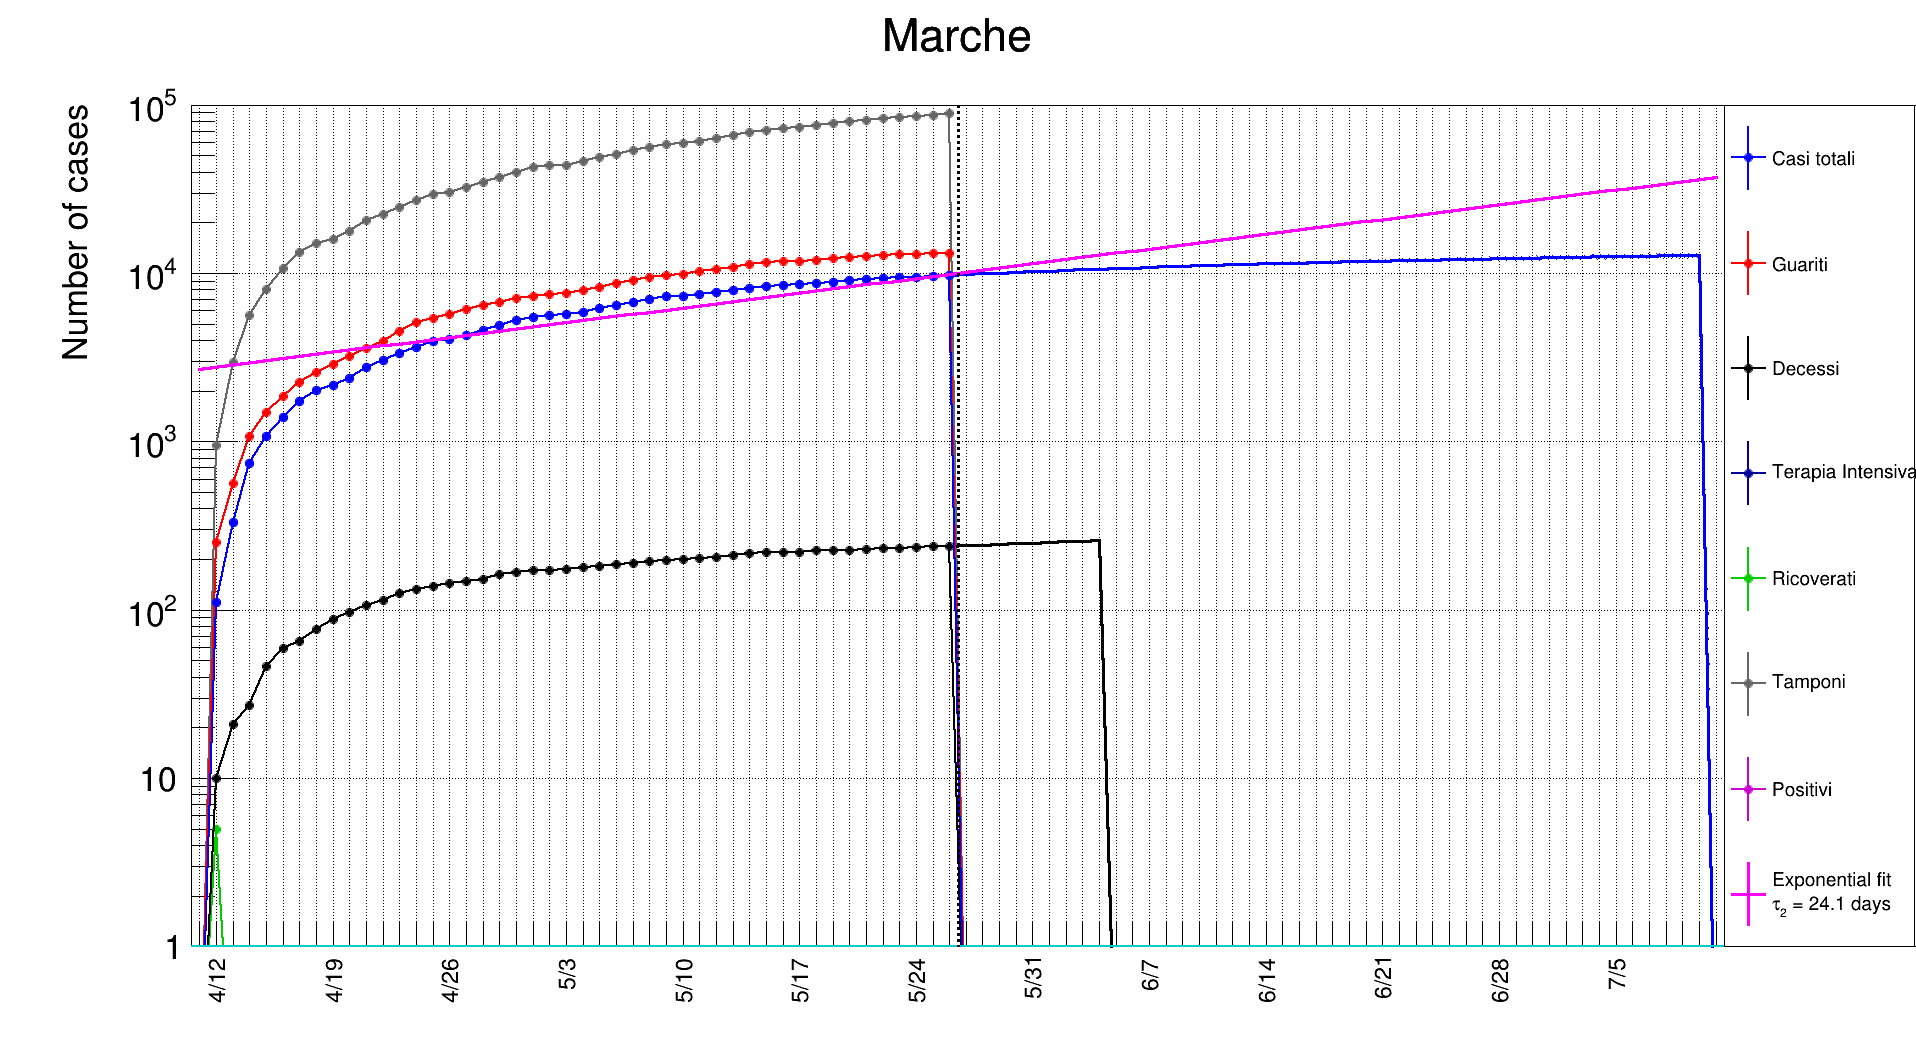 Marche
Number of cases
10^5
10^4
10^3
10^2
10
1
4/12
4/19
4/26
5/3
5/10
5/17
5/24
5/31
6/7
6/14
6/21
6/28
7/5
Casi totali
Guariti
Decessi
Terapia Intensiva
Ricoverati
Tamponi
Positivi
Exponential fit
τ₂ = 24.1 days